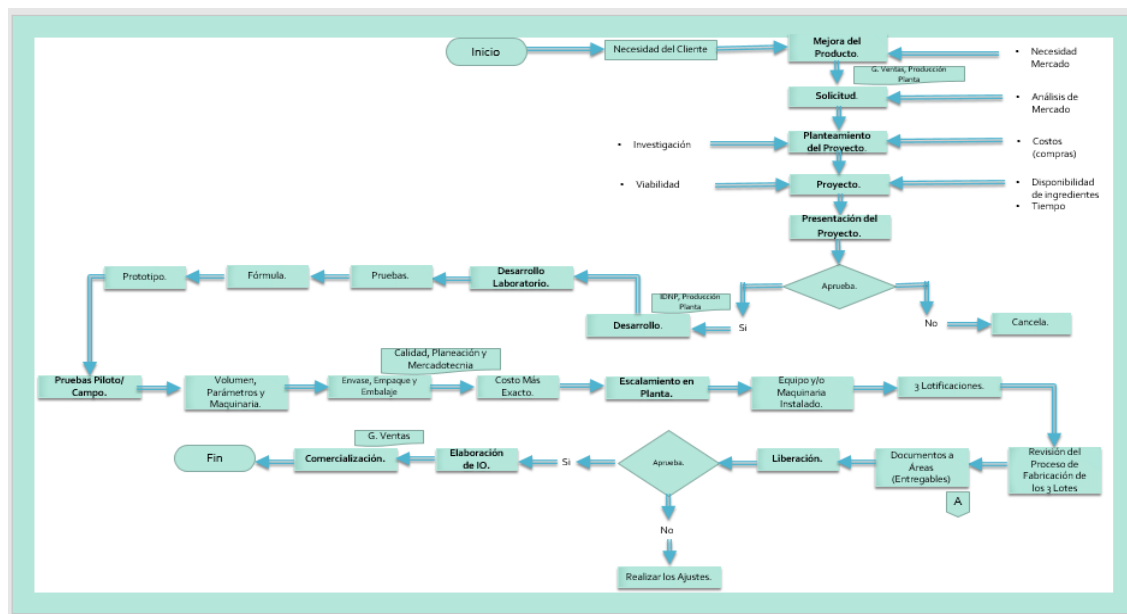 Inicio
Necesidad del Cliente
Mejora del
Producto.
• Necesidad
Mercado
G. Ventas, Producción
Planta
Solicitud.
• Análisis de
Mercado
• Investigación
Planteamiento
del Proyecto.
• Costos
(compras)
• Viabilidad
Proyecto.
• Disponibilidad
de ingredientes
• Tiempo
Presentación del
Proyecto.
Aprueba.
No
Cancela.
Si
IDNP, Producción
Planta
Desarrollo.
Desarrollo
Laboratorio.
Pruebas.
Fórmula.
Prototipo.
Pruebas Piloto/
Campo.
Volumen,
Parámetros y
Maquinaria.
Calidad, Planeación y
Mercadotecnia
Envase, Empaque y
Embalaje
Costo Más
Exacto.
Escalamiento en
Planta.
Equipo y/o
Maquinaria
Instalado.
3 Lotificaciones.
Revisión del
Proceso de
Fabricación de
los 3 Lotes
Documentos a
Áreas
(Entregables)
A
Liberación.
Aprueba.
No
Realizar los Ajustes.
Si
Elaboración
de IO.
G. Ventas
Comercialización.
Fin